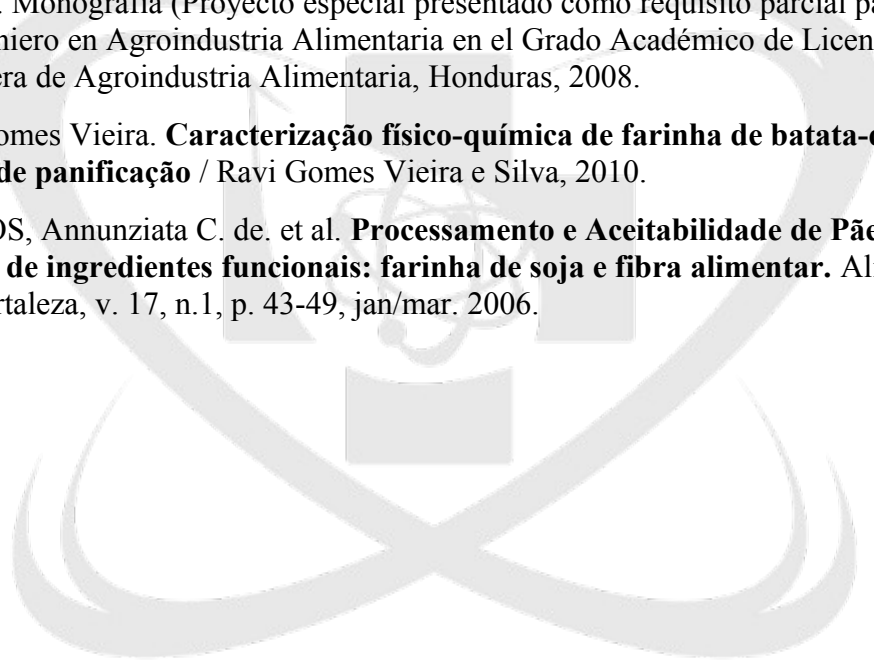 . Monografía (Proyecto especial presentado como requisito parcial pa
niero en Agroindustria Alimentaria en el Grado Académico de Licen
era de Agroindustria Alimentaria, Honduras, 2008.
omes Vieira. Caracterização físico-química de farinha de batata-
de panificação / Ravi Gomes Vieira e Silva, 2010.
OS, Annunziata C. de. et al. Processamento e Aceitabilidade de Pãe
de ingredientes funcionais: farinha de soja e fibra alimentar. Al
rtaleza, v. 17, n.1, p. 43-49, jan/mar. 2006.